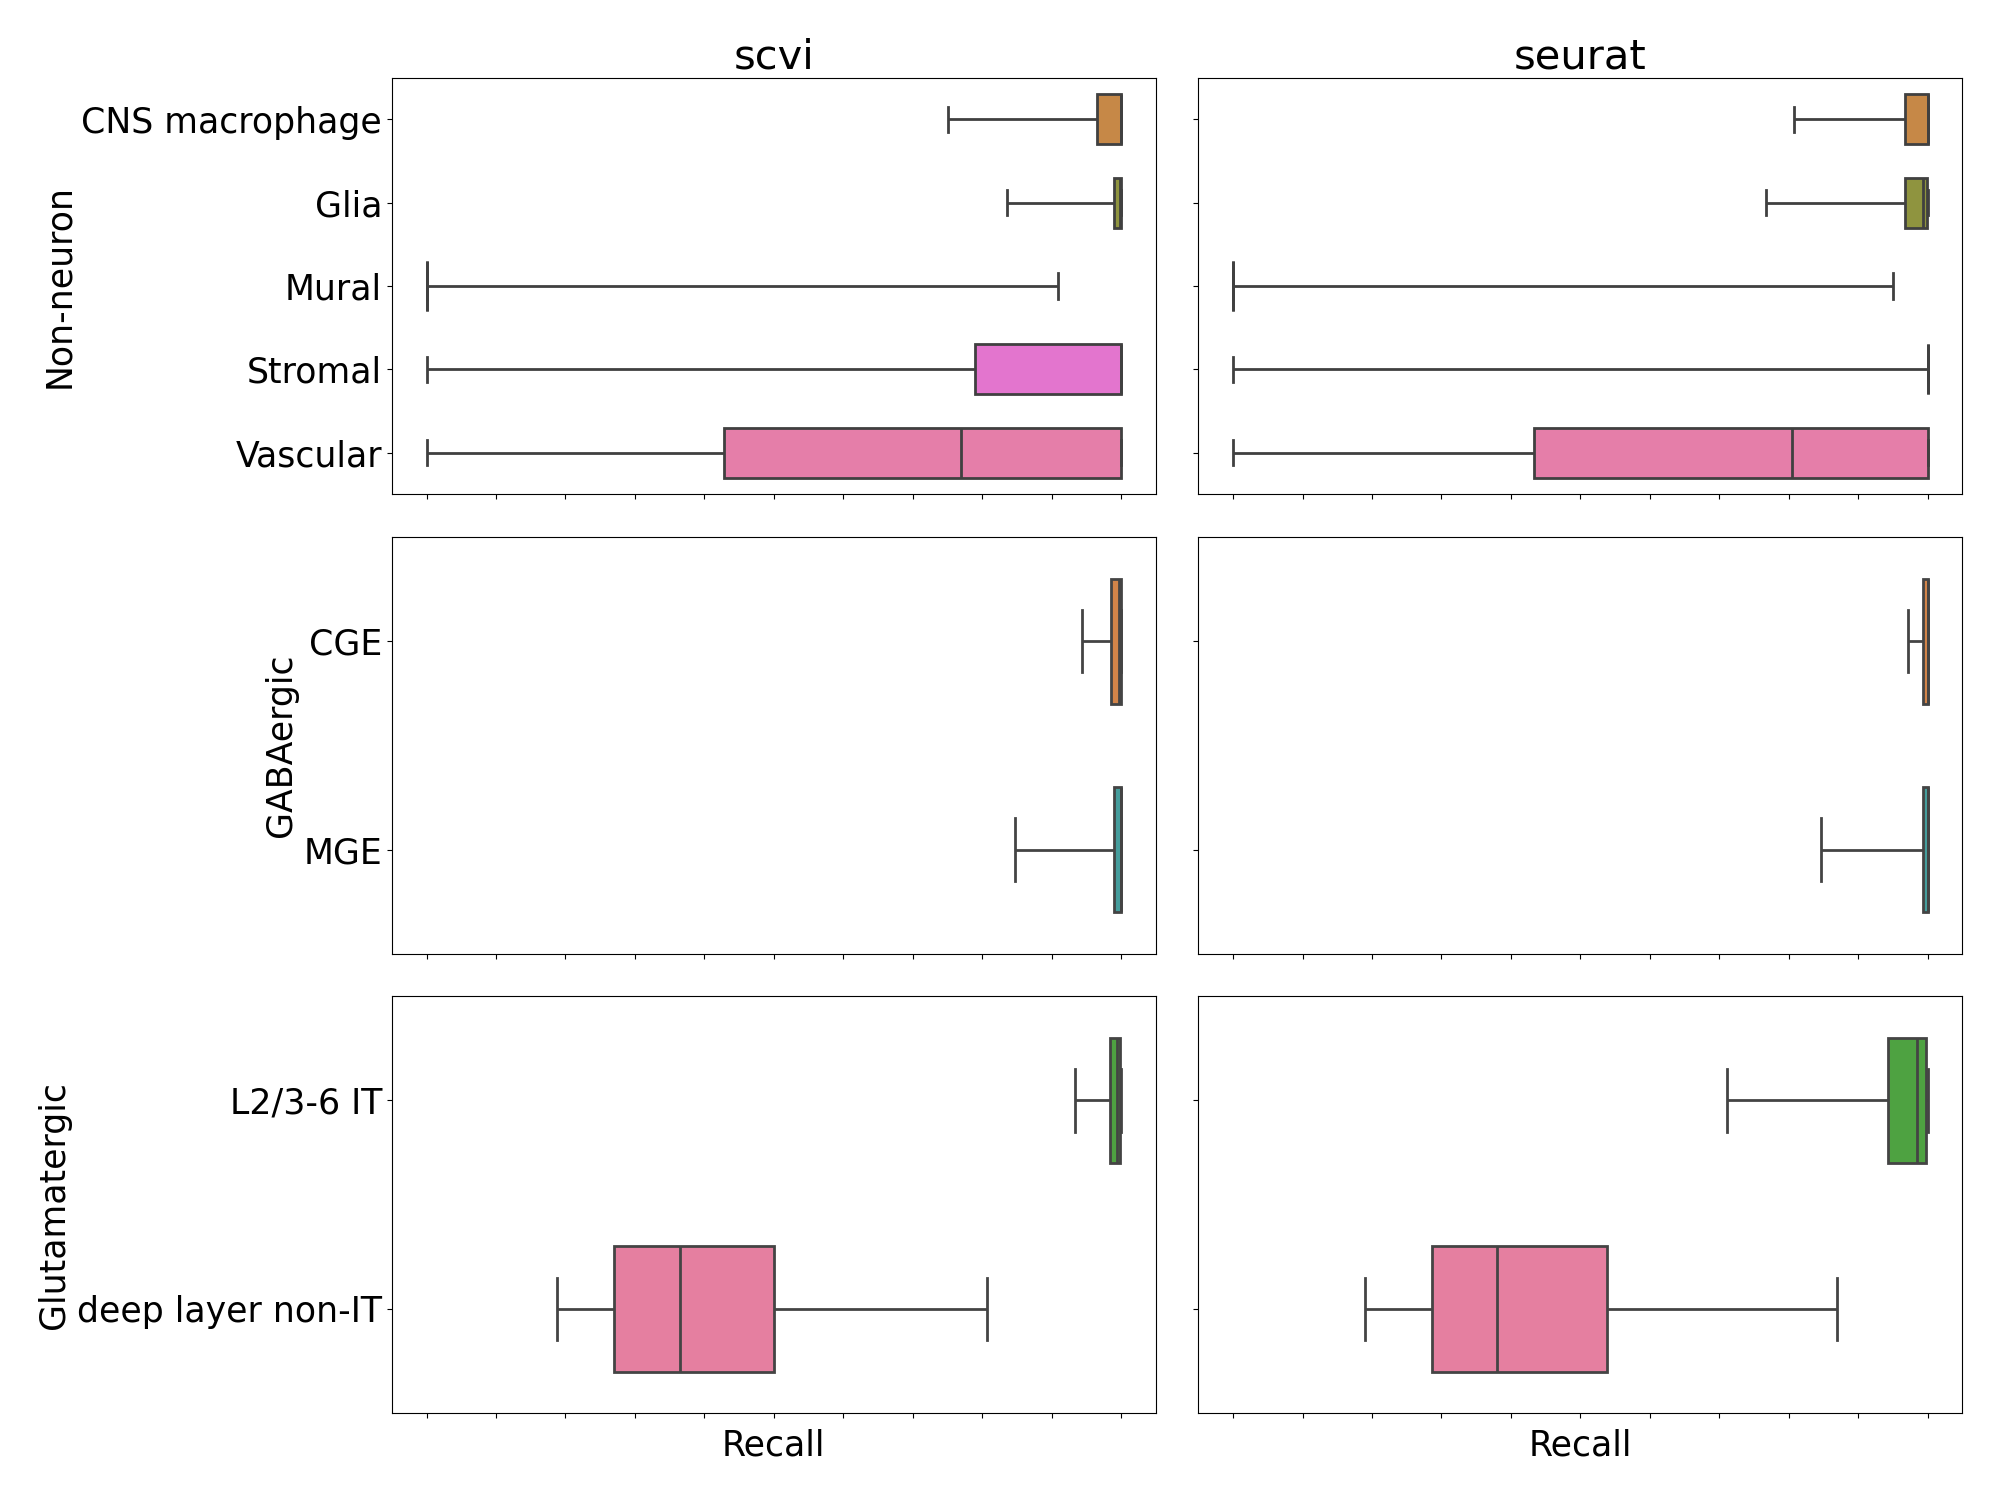 scvi
seurat
Non-neuron
CNS macrophage
Glia
Mural
Stromal
Vascular
GABAergic
CGE
MGE
Glutamatergic
L2/3-6 IT
deep layer non-IT
Recall
Recall